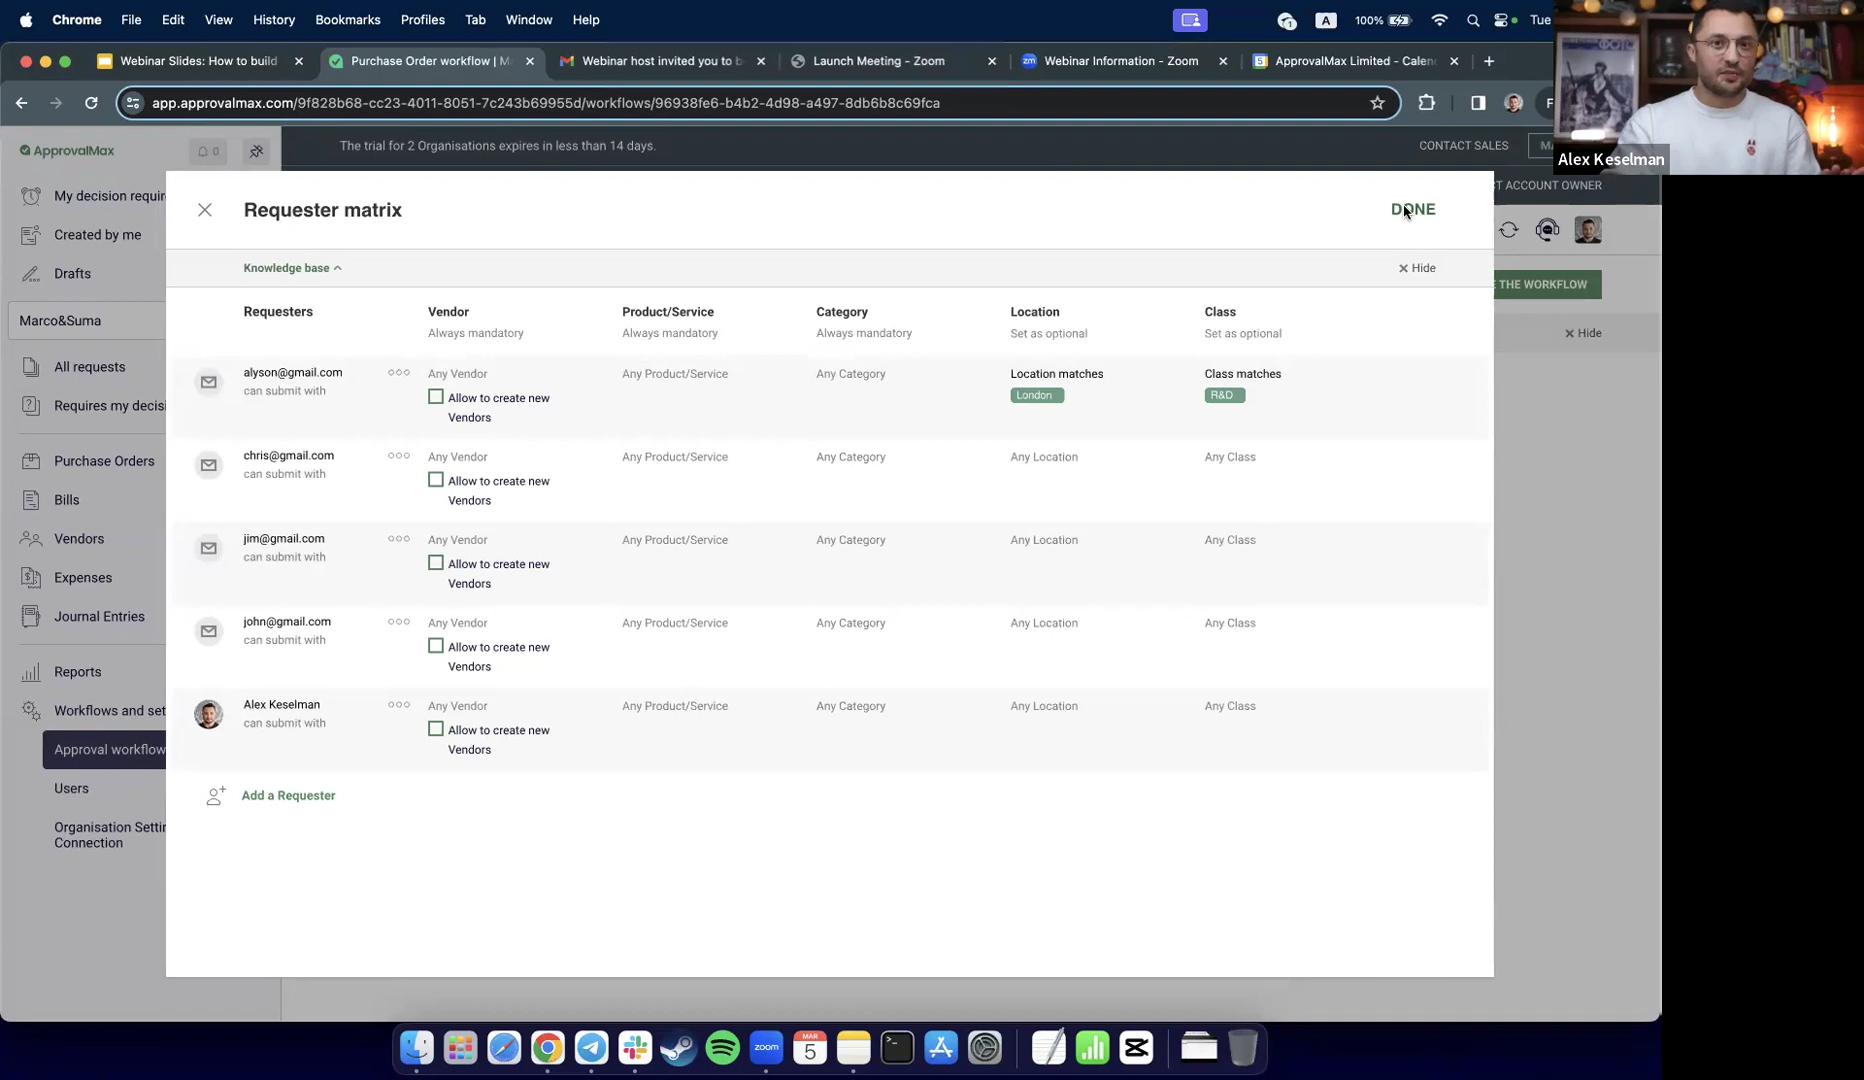 Chrome File Edit View History Bookmarks Profiles Tab Window Help A 100% Tue
Webinar Slides: How to build
Purchase Order workflow | M
Webinar host invited you to b
Launch Meeting - Zoom
zm Webinar Information - Zoom
5 ApprovalMax Limited - Calen
app.approvalmax.com/9f828b68-cc23-4011-8051-7c243b69955d/workflows/96938fe6-b4b2-4d98-a497-8db6b8c69fca
F
ФОТО
Alex Keselman
ApprovalMax
0
The trial for 2 Organisations expires in less than 14 days.
CONTACT SALES
MA
T ACCOUNT OWNER
My decision requir
Created by me
Drafts
Marco&Suma
All requests
Requires my decisi
Purchase Orders
Bills
Vendors
Expenses
Journal Entries
Reports
Workflows and set
Approval workflow
Users
Organisation Settin
Connection
THE WORKFLOW
Hide
Requester matrix
DONE
Knowledge base
Hide
Requesters Vendor Product/Service Category Location Class
Always mandatory Always mandatory Always mandatory Set as optional Set as optional
alyson@gmail.com Any Vendor Any Product/Service Any Category Location matches Class matches
can submit with Allow to create new London R&D
Vendors
chris@gmail.com Any Vendor Any Product/Service Any Category Any Location Any Class
can submit with Allow to create new
Vendors
jim@gmail.com Any Vendor Any Product/Service Any Category Any Location Any Class
can submit with Allow to create new
Vendors
john@gmail.com Any Vendor Any Product/Service Any Category Any Location Any Class
can submit with Allow to create new
Vendors
Alex Keselman Any Vendor Any Product/Service Any Category Any Location Any Class
can submit with Allow to create new
Vendors
Add a Requester
zoom
MAR
5